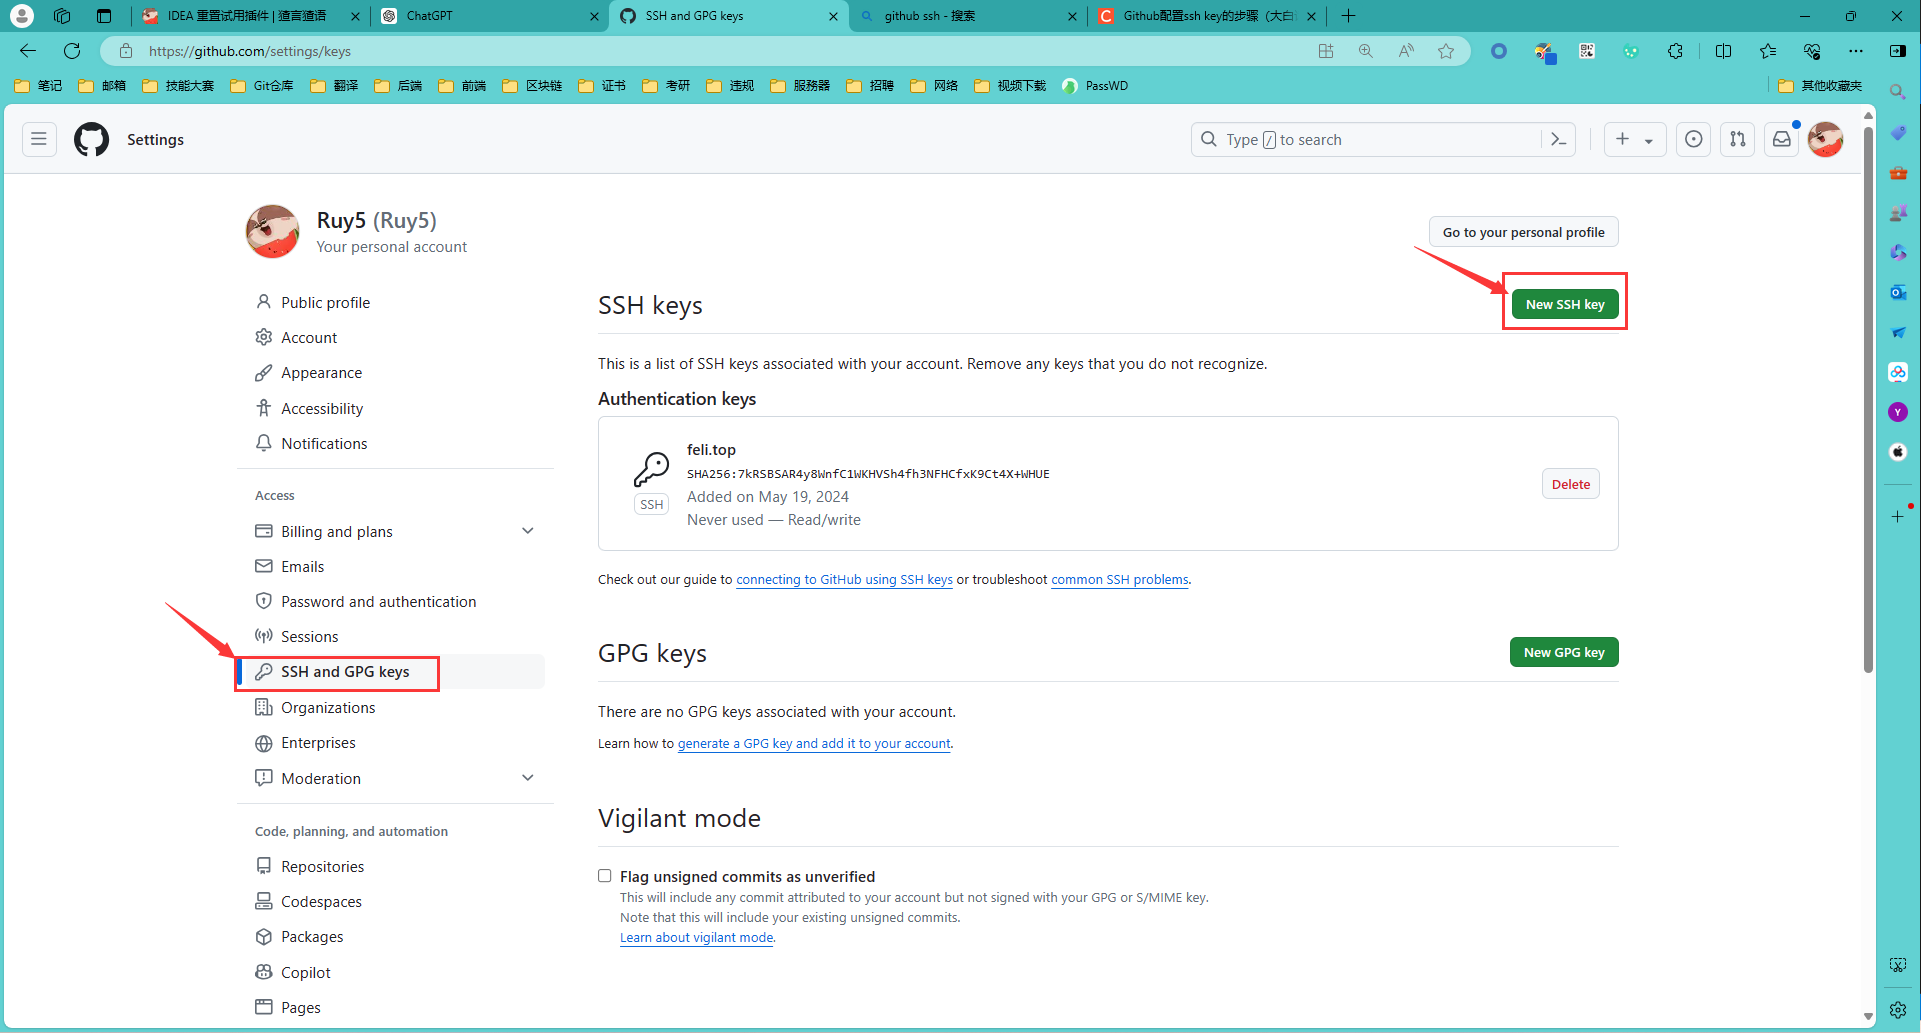 IDEA 重置试用插件 | 猹言猹语
ChatGPT
SSH and GPG keys
github ssh - 搜索
Github配置ssh key的步骤（大白
https://github.com/settings/keys
笔记
邮箱
技能大赛
Git仓库
翻译
后端
前端
区块链
证书
考研
违规
服務器
招聘
网络
视频下载
PassWD
其他收藏夹
Settings
Type / to search
Ruy5 (Ruy5)
Your personal account
Go to your personal profile
Public profile
Account
Appearance
Accessibility
Notifications
Access
Billing and plans
Emails
Password and authentication
Sessions
SSH and GPG keys
Organizations
Enterprises
Moderation
Code, planning, and automation
Repositories
Codespaces
Packages
Copilot
Pages
SSH keys
New SSH key
This is a list of SSH keys associated with your account. Remove any keys that you do not recognize.
Authentication keys
feli.top
SHA256:7kRSBSAR4y8WnfC1WKHVSh4fh3NFHCfxK9Ct4X+WHUE
SSH
Added on May 19, 2024
Never used — Read/write
Delete
Check out our guide to connecting to GitHub using SSH keys or troubleshoot common SSH problems.
GPG keys
New GPG key
There are no GPG keys associated with your account.
Learn how to generate a GPG key and add it to your account.
Vigilant mode
Flag unsigned commits as unverified
This will include any commit attributed to your account but not signed with your GPG or S/MIME key.
Note that this will include your existing unsigned commits.
Learn about vigilant mode.